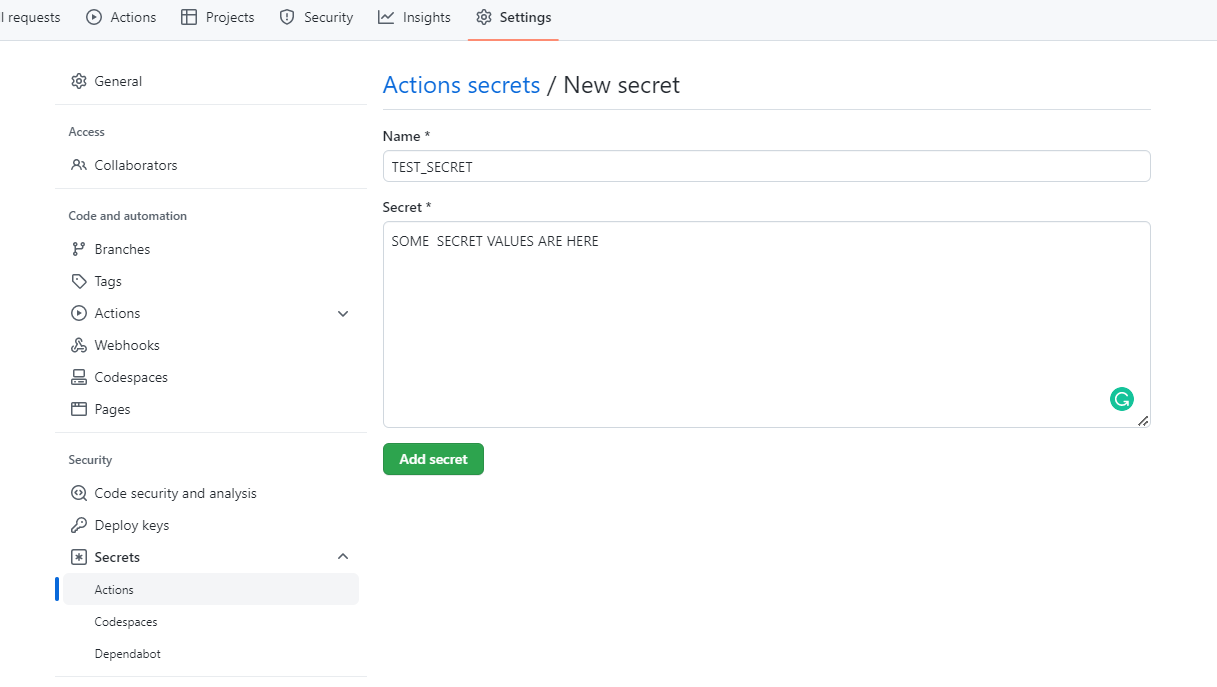 l requests Actions Projects Security Insights Settings
General
Access
Collaborators
Code and automation
Branches
Tags
Actions
Webhooks
Codespaces
Pages
Security
Code security and analysis
Deploy keys
Secrets
Actions
Codespaces
Dependabot
Actions secrets / New secret
Name *
TEST_SECRET
Secret *
SOME  SECRET VALUES ARE HERE
Add secret